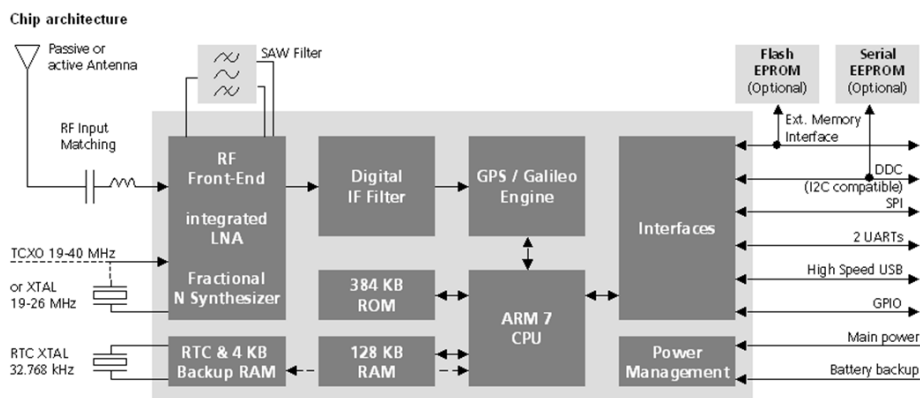 Chip architecture
Passive or
active Antenna
SAW Filter
Flash
EPROM
(Optional)
Serial
EEPROM
(Optional)
RF Input
Matching
Ext. Memory
Interface
RF
Front-End
integrated
LNA
Fractional
N Synthesizer
Digital
IF Filter
GPS / Galileo
Engine
Interfaces
DDC
(I2C compatible)
SPI
2 UARTs
High Speed USB
GPIO
TCXO 19-40 MHz
or XTAL
19-26 MHz
384 KB
ROM
ARM 7
CPU
RTC XTAL
32.768 kHz
RTC & 4 KB
Backup RAM
128 KB
RAM
Power
Management
Main power
Battery backup